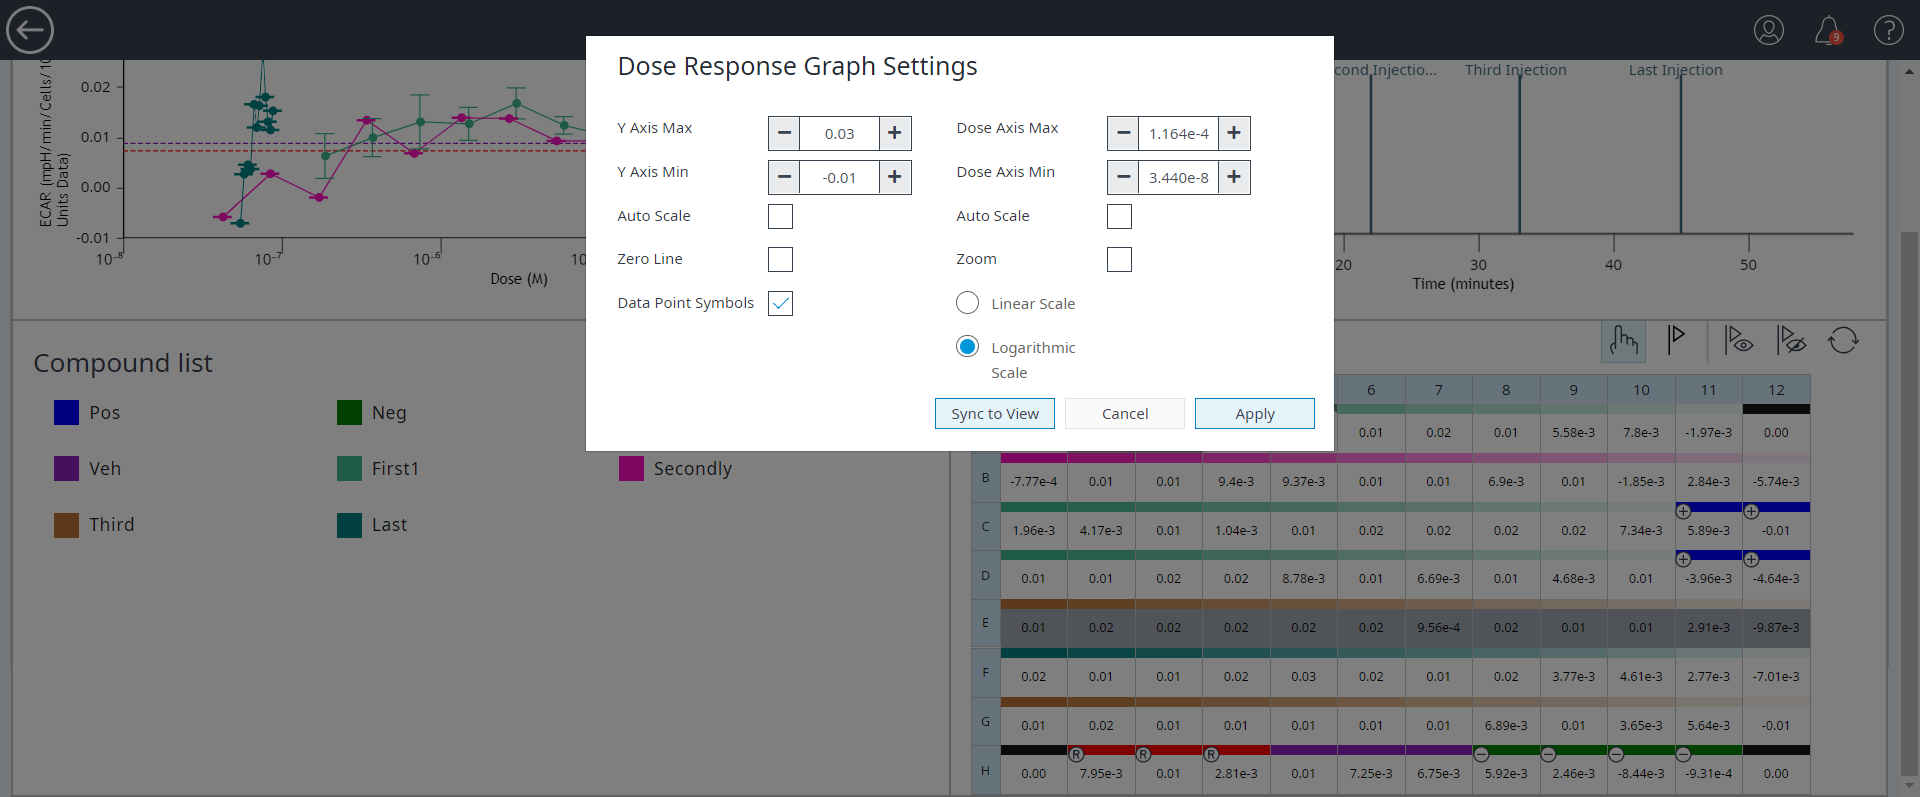 9
Dose Response Graph Settings
Y Axis Max
0.03
Dose Axis Max
1.164e-4
Y Axis Min
-0.01
Dose Axis Min
3.440e-8
Auto Scale
Auto Scale
Zero Line
Zoom
Data Point Symbols
Linear Scale
Logarithmic
Scale
Sync to View
Cancel
Apply
ECAR (mpH/min/Cells/10
Units Data)
0.02
0.01
0.00
-0.01
10⁻⁸
10⁻⁷
10⁻⁶
10
Dose (M)
cond Injectio...
Third Injection
Last Injection
20
30
40
50
Time (minutes)
Compound list
Pos
Neg
Veh
First1
Secondly
Third
Last
6 7 8 9 10 11 12
0.01 0.02 0.01 5.58e-3 7.8e-3 -1.97e-3 0.00
B -7.77e-4 0.01 0.01 9.4e-3 9.37e-3 0.01 0.01 6.9e-3 0.01 -1.85e-3 2.84e-3 -5.74e-3
C 1.96e-3 4.17e-3 0.01 1.04e-3 0.01 0.02 0.02 0.02 0.02 7.34e-3 5.89e-3 -0.01
D 0.01 0.01 0.02 0.02 8.78e-3 0.01 6.69e-3 0.01 4.68e-3 0.01 -3.96e-3 -4.64e-3
E 0.01 0.02 0.02 0.02 0.02 0.02 9.56e-4 0.02 0.01 0.01 2.91e-3 -9.87e-3
F 0.02 0.01 0.01 0.02 0.03 0.02 0.01 0.02 3.77e-3 4.61e-3 2.77e-3 -7.01e-3
G 0.01 0.02 0.01 0.01 0.01 0.01 0.01 6.89e-3 0.01 3.65e-3 5.64e-3 -0.01
R R R
H 0.00 7.95e-3 0.01 2.81e-3 0.01 7.25e-3 6.75e-3 5.92e-3 2.46e-3 -8.44e-3 -9.31e-4 0.00